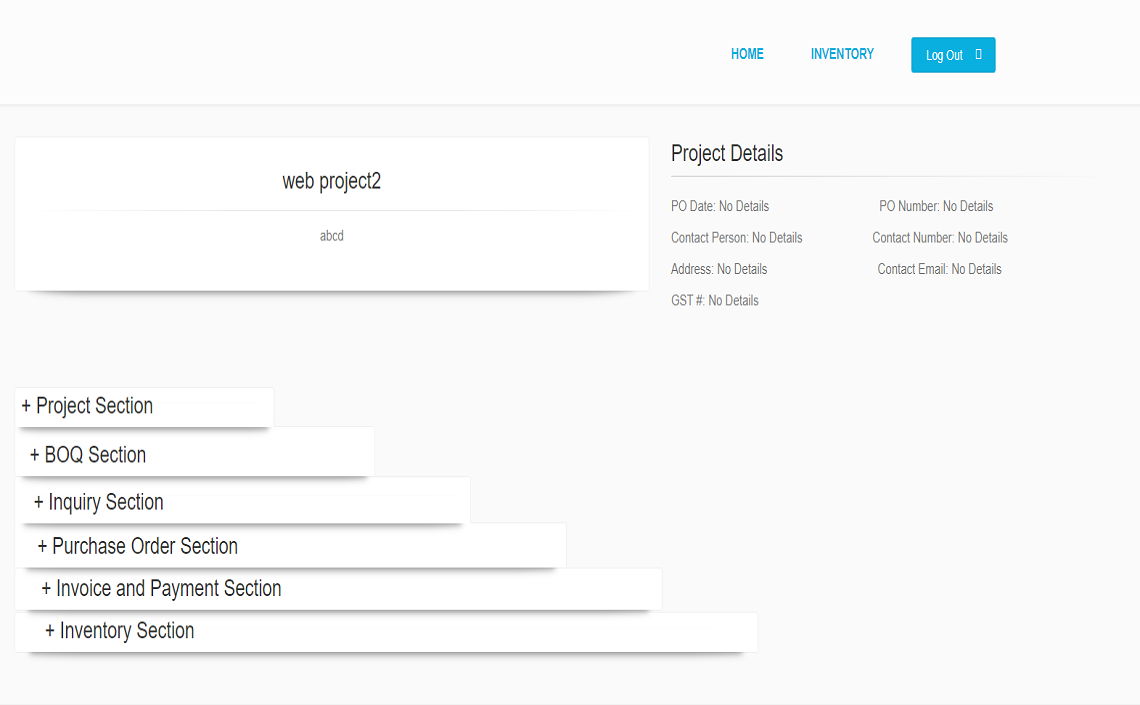 HOME INVENTORY Log Out
web project2
abcd
Project Details
PO Date: No Details PO Number: No Details
Contact Person: No Details Contact Number: No Details
Address: No Details Contact Email: No Details
GST #: No Details
+ Project Section
+ BOQ Section
+ Inquiry Section
+ Purchase Order Section
+ Invoice and Payment Section
+ Inventory Section